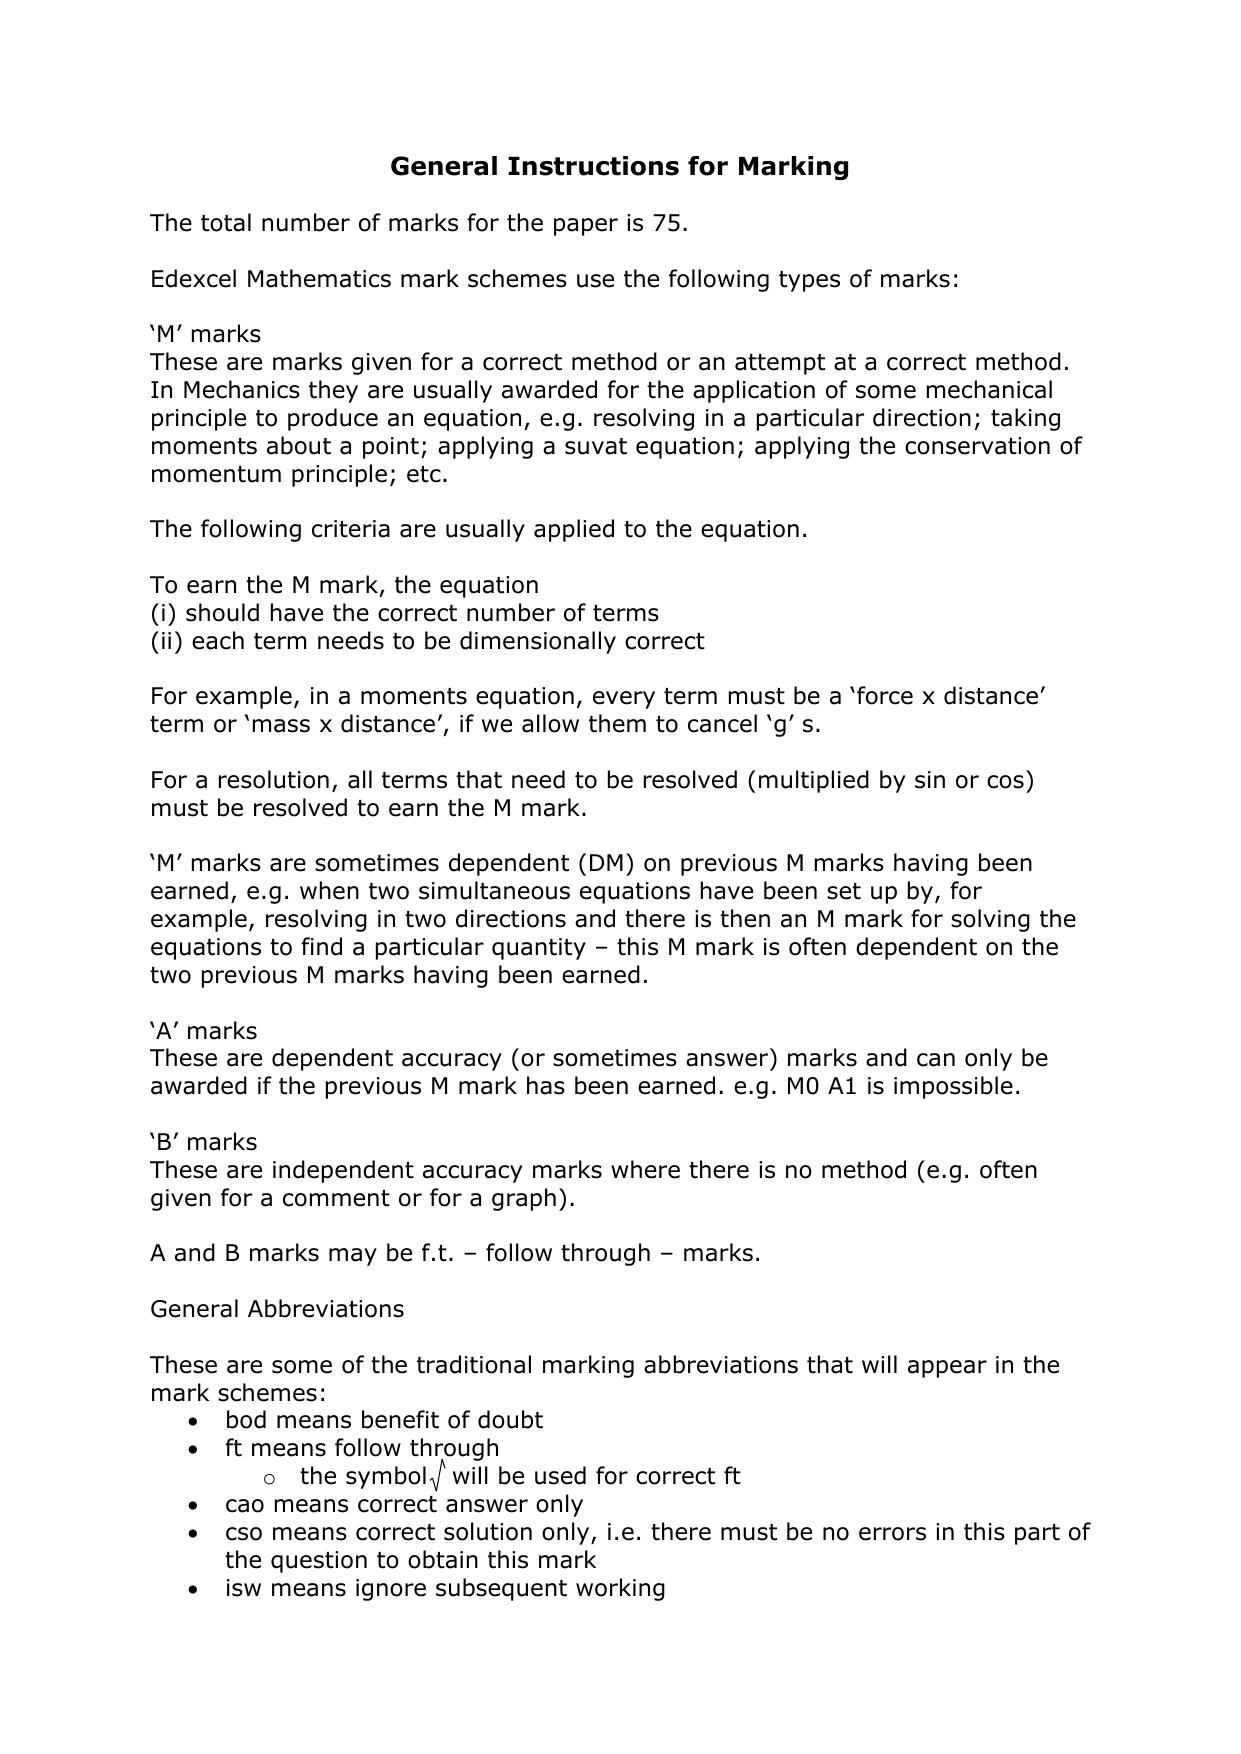 General Instructions for Marking
The total number of marks for the paper is 75.
Edexcel Mathematics mark schemes use the following types of marks:
‘M’ marks
These are marks given for a correct method or an attempt at a correct method.
In Mechanics they are usually awarded for the application of some mechanical
principle to produce an equation, e.g. resolving in a particular direction; taking
moments about a point; applying a suvat equation; applying the conservation of
momentum principle; etc.
The following criteria are usually applied to the equation.
To earn the M mark, the equation
(i) should have the correct number of terms
(ii) each term needs to be dimensionally correct
For example, in a moments equation, every term must be a ‘force x distance’
term or ‘mass x distance’, if we allow them to cancel ‘g’ s.
For a resolution, all terms that need to be resolved (multiplied by sin or cos)
must be resolved to earn the M mark.
‘M’ marks are sometimes dependent (DM) on previous M marks having been
earned, e.g. when two simultaneous equations have been set up by, for
example, resolving in two directions and there is then an M mark for solving the
equations to find a particular quantity – this M mark is often dependent on the
two previous M marks having been earned.
‘A’ marks
These are dependent accuracy (or sometimes answer) marks and can only be
awarded if the previous M mark has been earned. e.g. M0 A1 is impossible.
‘B’ marks
These are independent accuracy marks where there is no method (e.g. often
given for a comment or for a graph).
A and B marks may be f.t. – follow through – marks.
General Abbreviations
These are some of the traditional marking abbreviations that will appear in the
mark schemes:
• bod means benefit of doubt
• ft means follow through
o the symbol √ will be used for correct ft
• cao means correct answer only
• cso means correct solution only, i.e. there must be no errors in this part of
the question to obtain this mark
• isw means ignore subsequent working